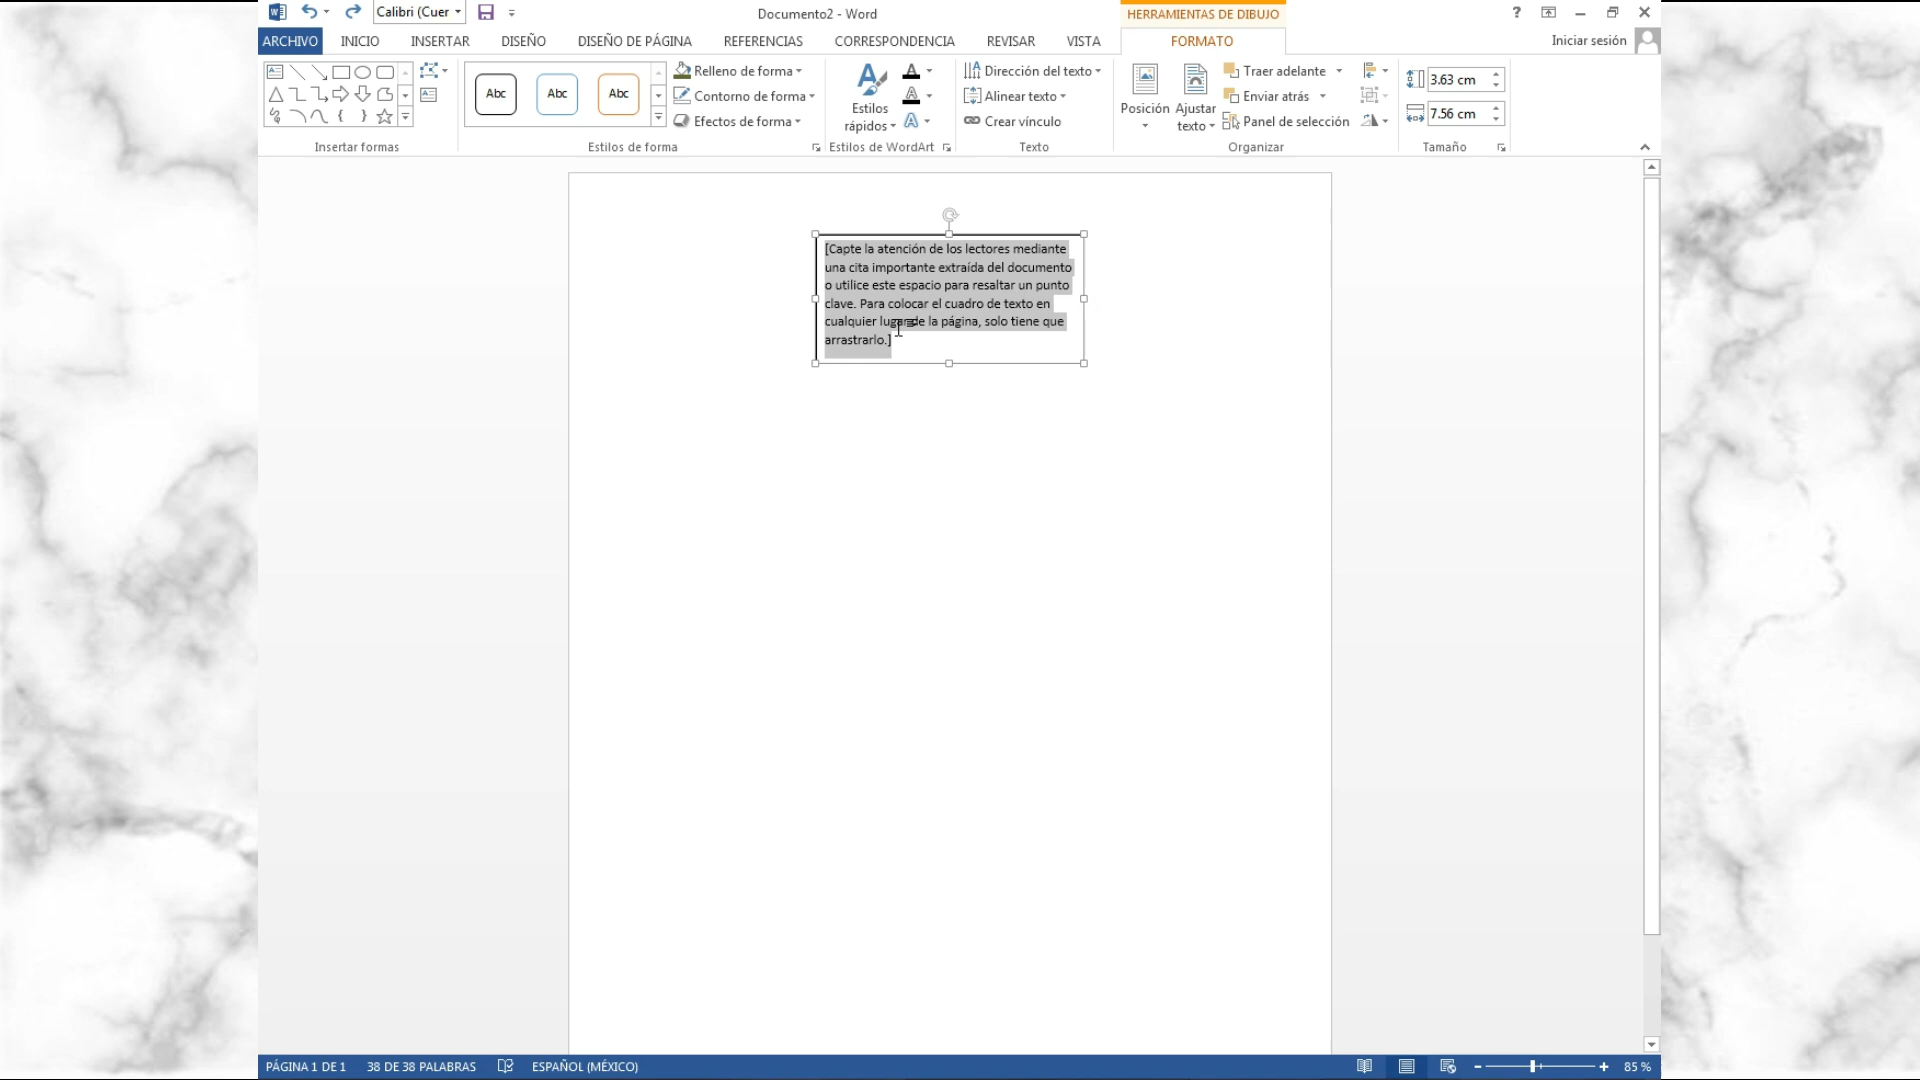 Calibri (Cuer
Documento2 - Word
HERRAMIENTAS DE DIBUJO
?
ARCHIVO INICIO INSERTAR DISEÑO DISEÑO DE PÁGINA REFERENCIAS CORRESPONDENCIA REVISAR VISTA FORMATO Iniciar sesión
Abc Abc Abc
Relleno de forma
Contorno de forma
Efectos de forma
Estilos
rápidos
Dirección del texto
Alinear texto
Crear vínculo
Posición
Ajustar
texto
Traer adelante
Enviar atrás
Panel de selección
3.63 cm
7.56 cm
Insertar formas Estilos de forma Estilos de WordArt Texto Organizar Tamaño
[Capte la atención de los lectores mediante
una cita importante extraída del documento
o utilice este espacio para resaltar un punto
clave. Para colocar el cuadro de texto en
cualquier lugar de la página, solo tiene que
arrastrarlo.]
PÁGINA 1 DE 1 38 DE 38 PALABRAS ESPAÑOL (MÉXICO) 85 %